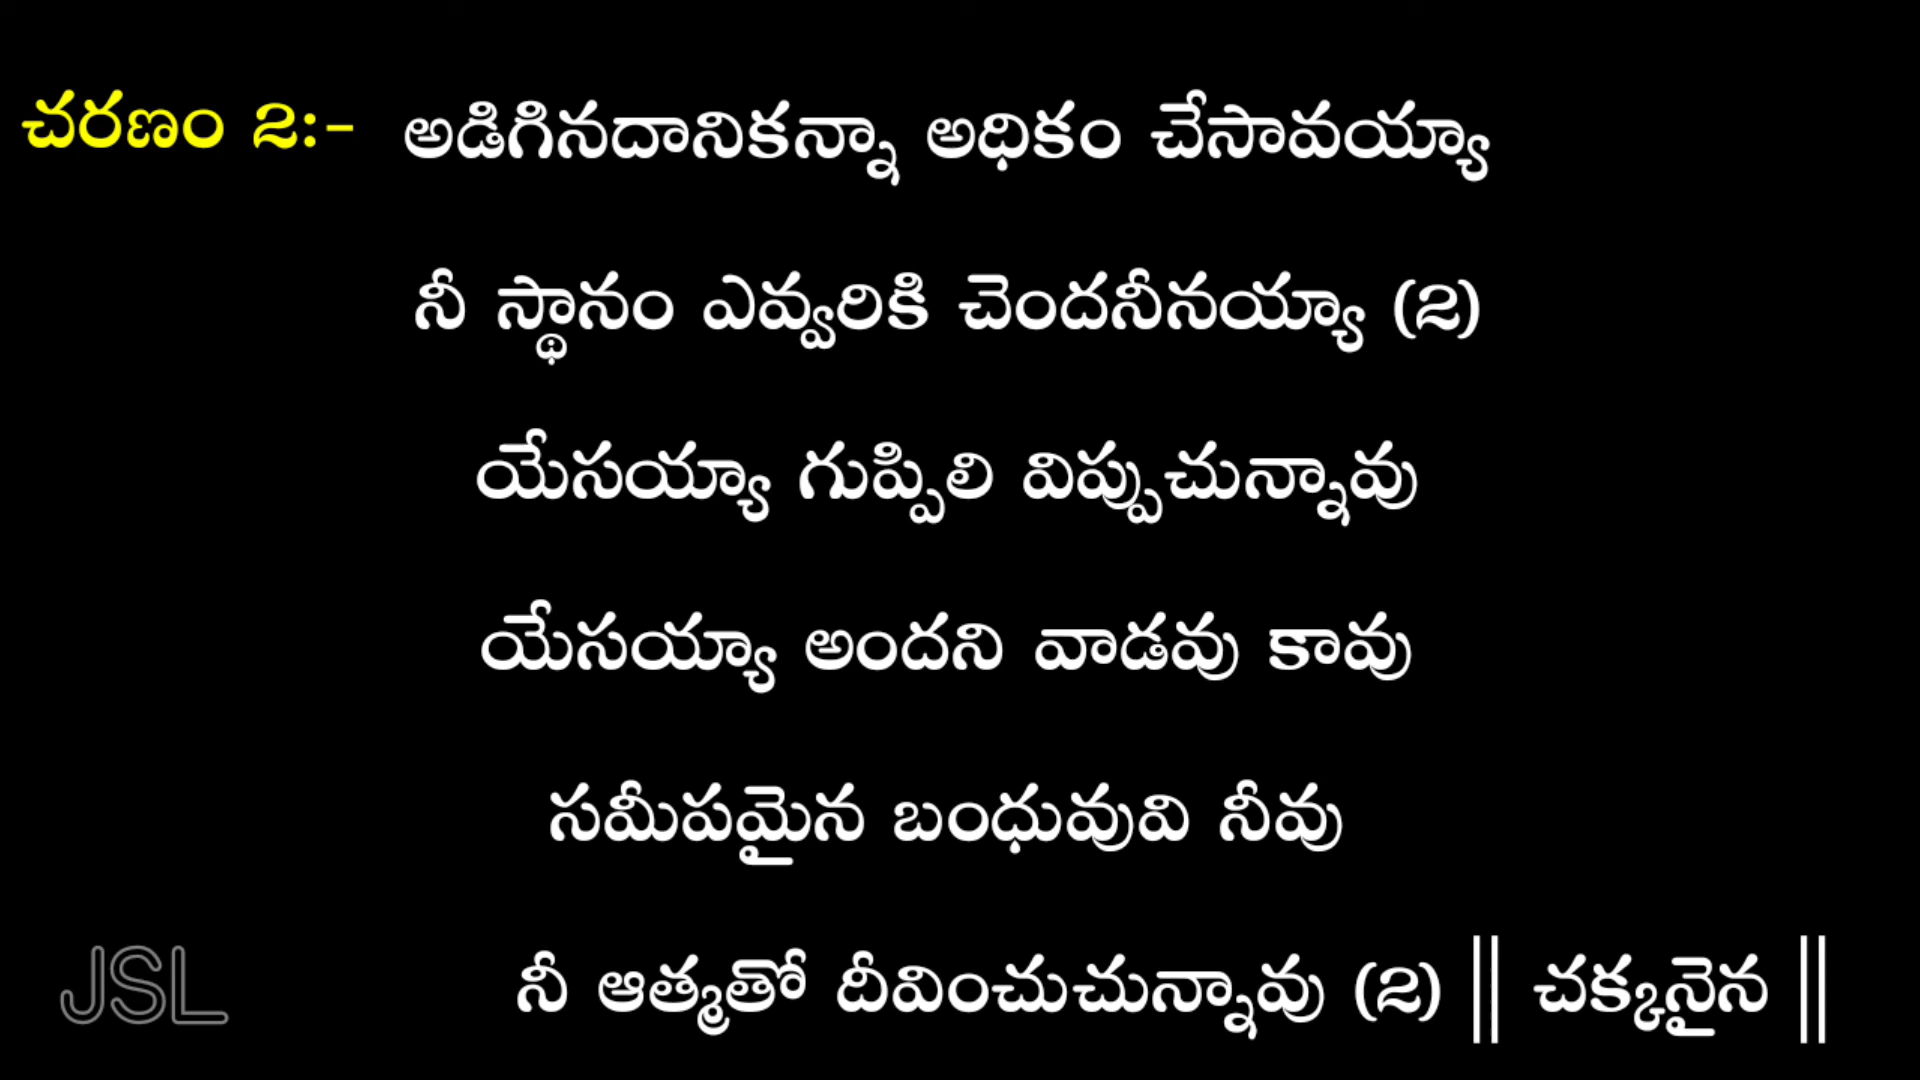 చరణం 2:- అడిగినదానికన్నా అధికం చేసావయ్యా
నీ స్థానం ఎవ్వరికి చెందనీనయ్యా (2)
యేసయ్యా గుప్పిలి విప్పుచున్నావు
యేసయ్యా అందని వాడవు కావు
సమీపమైన బంధువువి నీవు
నీ ఆత్మతో దీవించుచున్నావు (2) || చక్కనైన ||
JSL